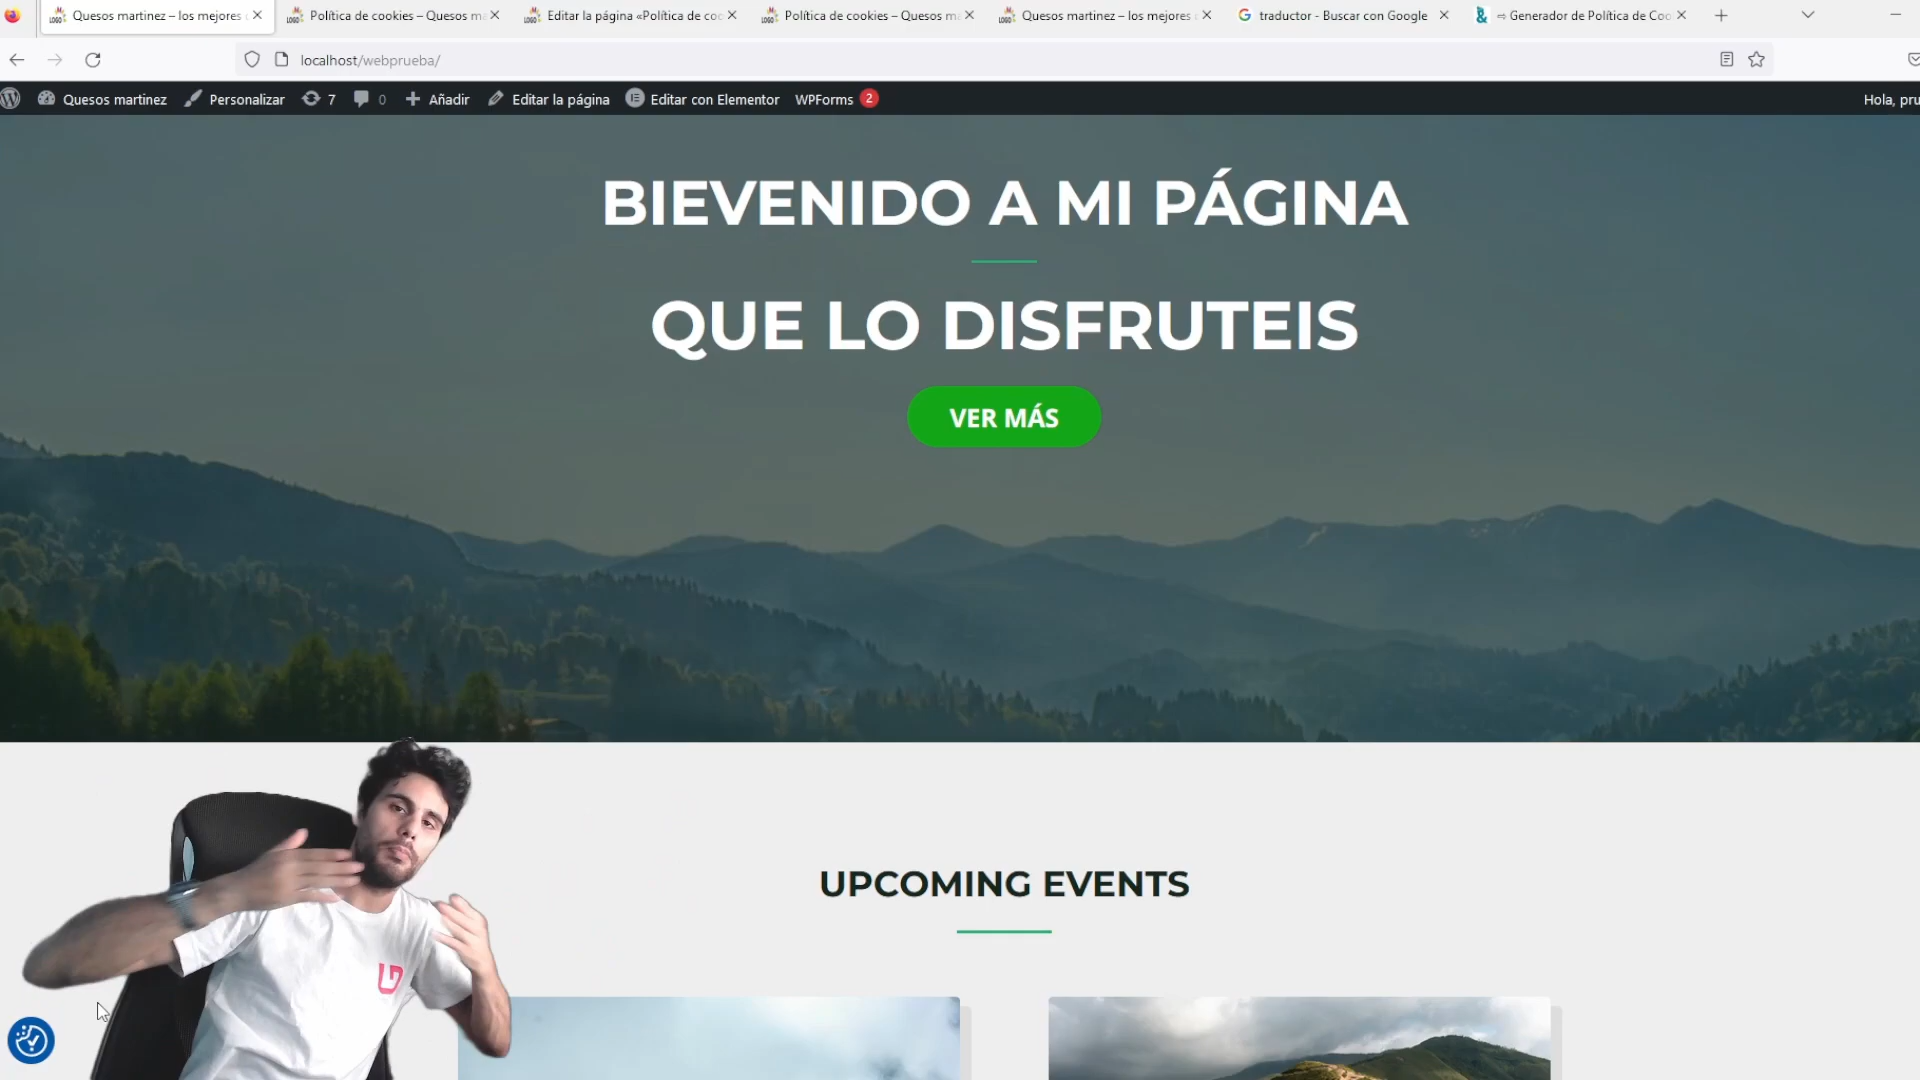 Quesos martinez – los mejores
Política de cookies – Quesos ma
Editar la página «Política de coo
Política de cookies – Quesos ma
Quesos martinez – los mejores
traductor - Buscar con Google
⇨ Generador de Política de Coo
localhost/webprueba/
Quesos martinez
Personalizar
7
0
Añadir
Editar la página
Editar con Elementor
WPForms 2
Hola, pru
BIEVENIDO A MI PÁGINA
QUE LO DISFRUTEIS
VER MÁS
UPCOMING EVENTS